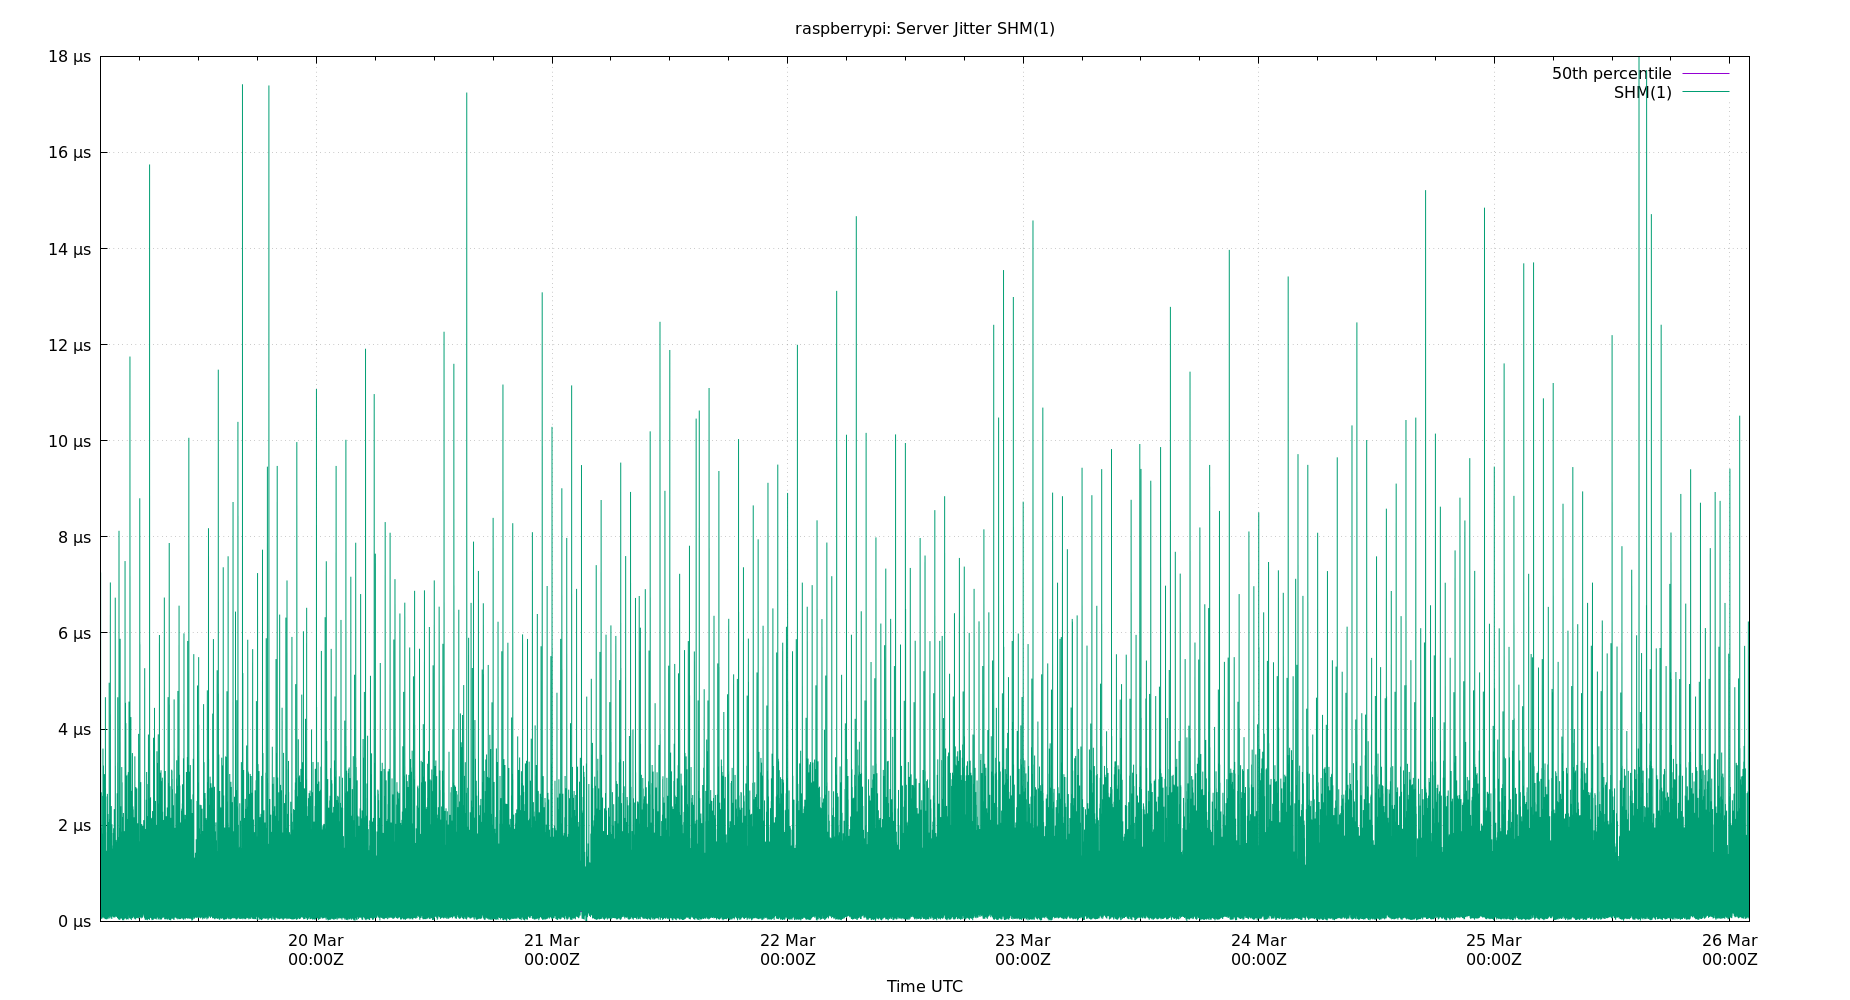 raspberrypi: Server Jitter SHM(1)
18 µs
16 µs
14 µs
12 µs
10 µs
8 µs
6 µs
4 µs
2 µs
0 µs
50th percentile
SHM(1)
20 Mar 21 Mar 22 Mar 23 Mar 24 Mar 25 Mar 26 Mar
00:00Z 00:00Z 00:00Z 00:00Z 00:00Z 00:00Z 00:00Z
Time UTC